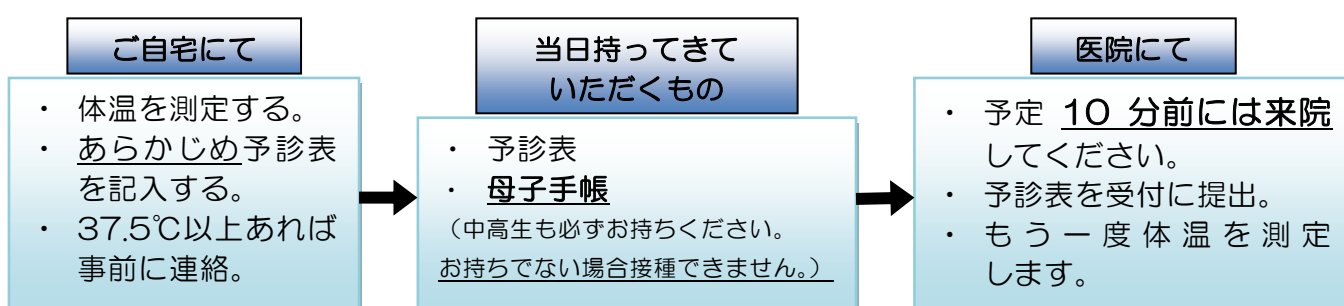 ご自宅にて
・ 体温を測定する。
・ あらかじめ予診表
を記入する。
・ 37.5℃以上あれば
事前に連絡。
当日持ってきて
いただくもの
・ 予診表
・ 母子手帳
（中高生も必ずお持ちください。
お持ちでない場合接種できません。）
医院にて
・ 予定 10 分前には来院
してください。
・ 予診表を受付に提出。
・ もう一度体温を測定
します。